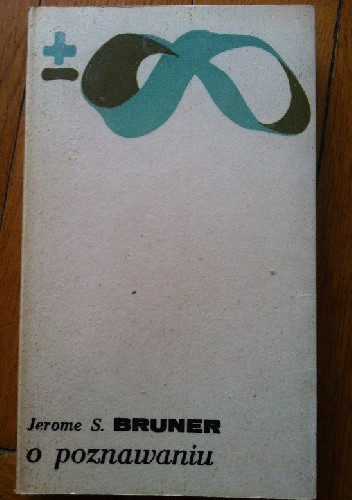 ±
Jerome S. BRUNER
o poznawaniu